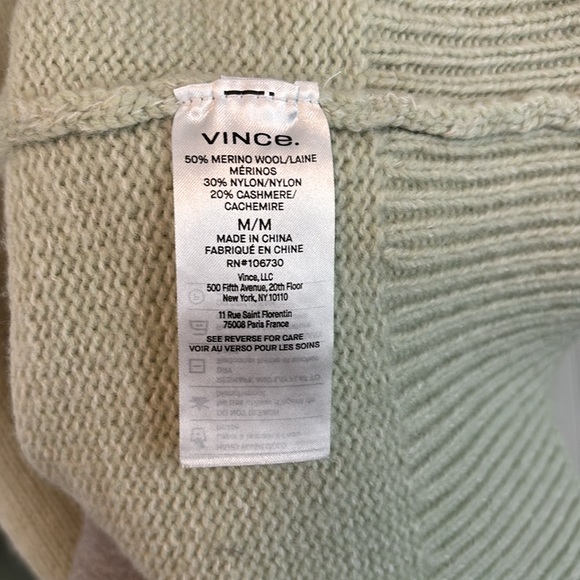 VINCE.
50% MERINO WOOL/LAINE
MÉRINOS
30% NYLON/NYLON
20% CASHMERE/
CACHEMIRE
M/M
MADE IN CHINA
FABRIQUÉ EN CHINE
RN#106730
Vince, LLC
500 Fifth Avenue, 20th Floor
New York, NY 10110
11 Rue Saint Florentin
75008 Paris France
SEE REVERSE FOR CARE
VOIR AU VERSO POUR LES SOINS